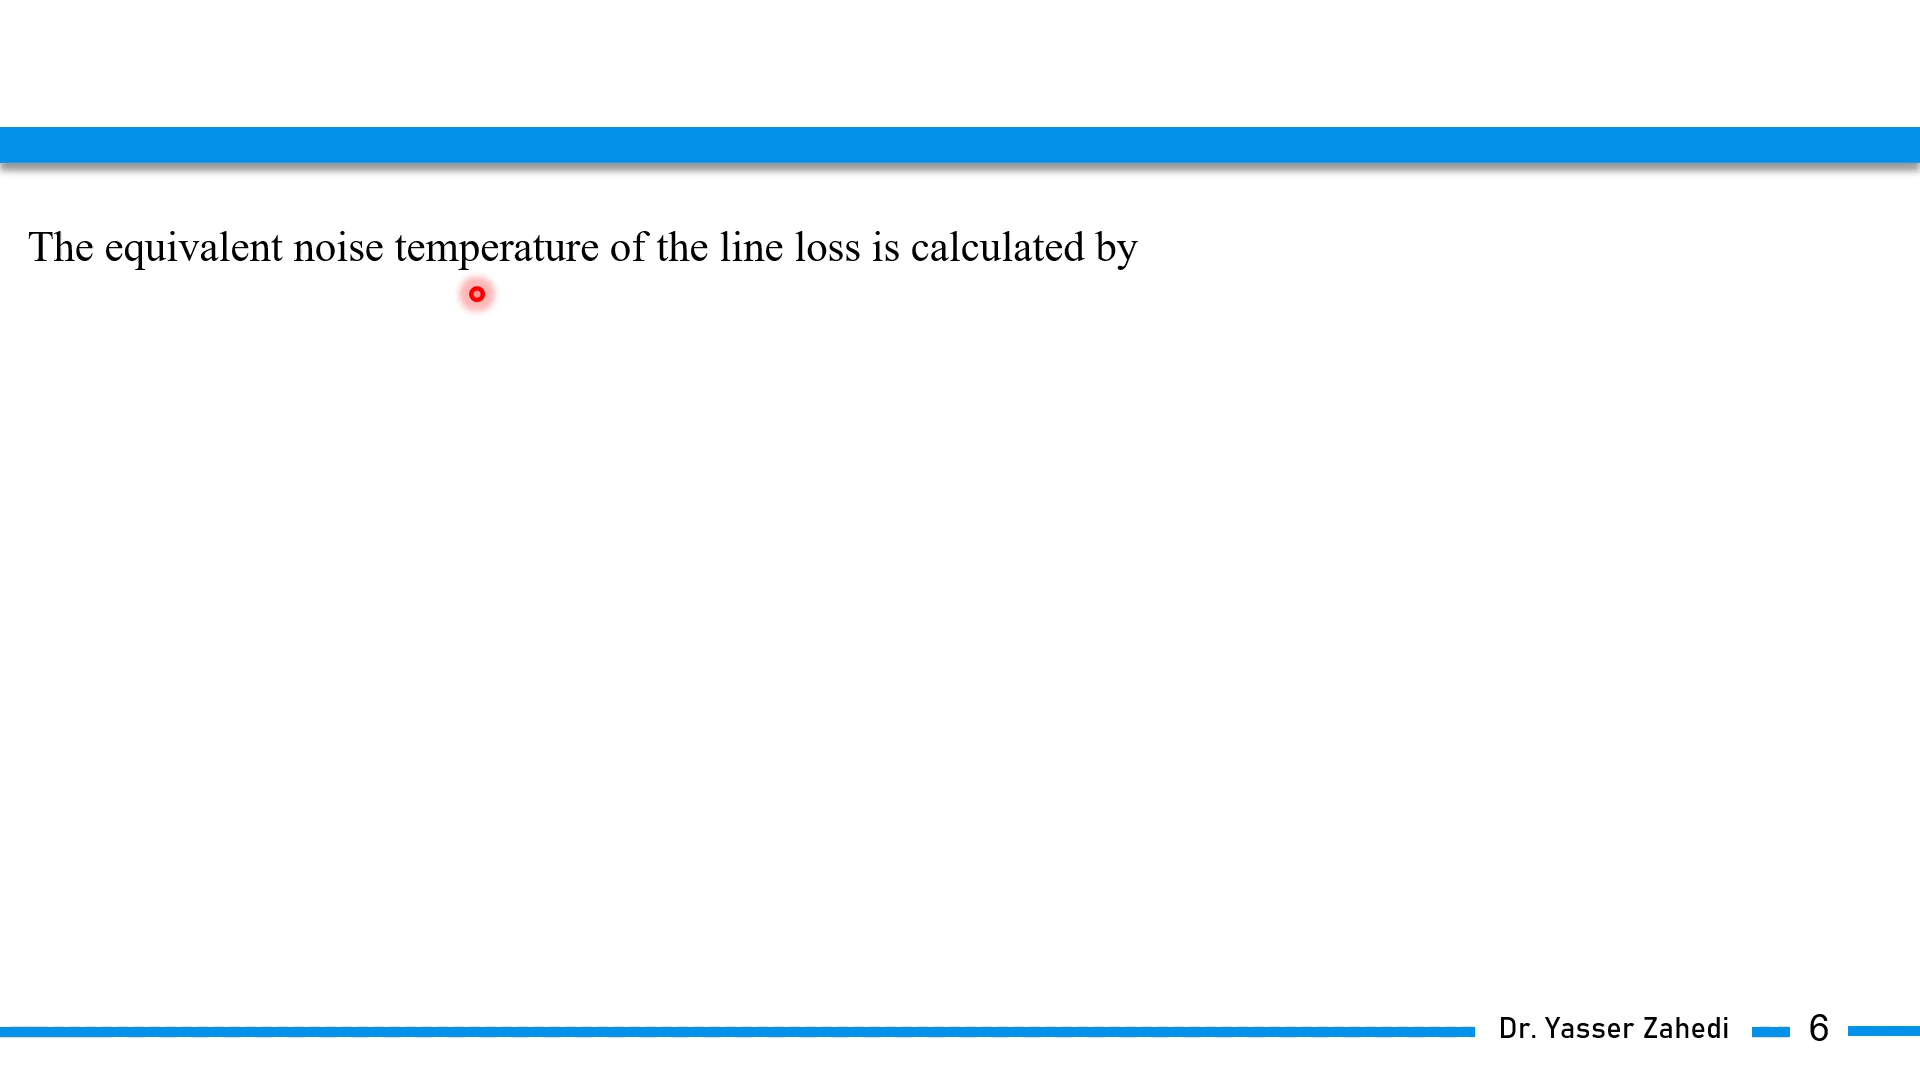 The equivalent noise temperature of the line loss is calculated by
Dr. Yasser Zahedi
6